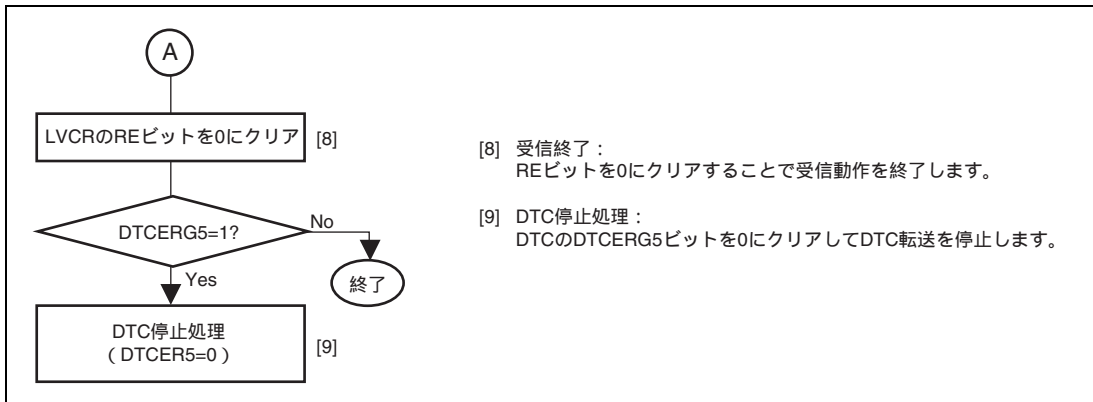 A
LVCRのREビットを0にクリア
[8]
DTCERG5=1?
No
Yes
終了
DTC停止処理
（DTCER5=0）
[9]
[8] 受信終了：
REビットを0にクリアすることで受信動作を終了します。
[9] DTC停止処理：
DTCのDTCERG5ビットを0にクリアしてDTC転送を停止します。